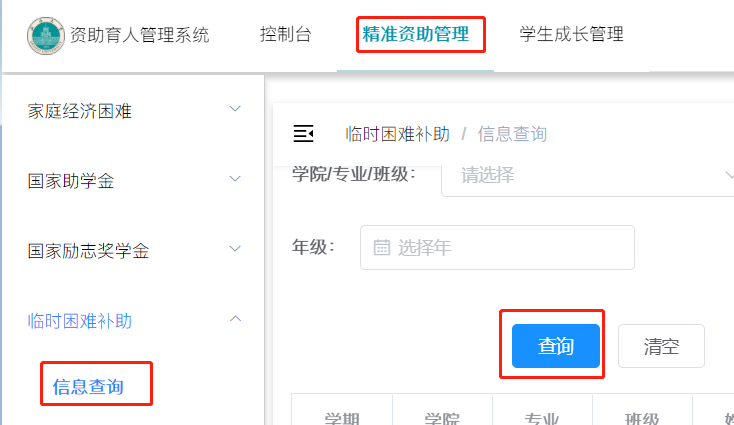 资助育人管理系统 控制台 精准资助管理 学生成长管理
家庭经济困难
国家助学金
国家励志奖学金
临时困难补助
信息查询
临时困难补助 / 信息查询
学院/专业/班级： 请选择
年级： 选择年
查询 清空
学期 学院 专业 班级